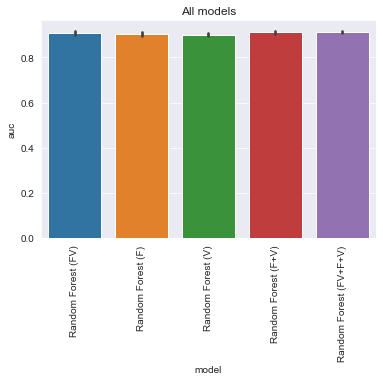 All models
auc
0.8
0.6
0.4
0.2
0.0
Random Forest (FV)
Random Forest (F)
Random Forest (V)
Random Forest (F+V)
Random Forest (FV+F+V)
model